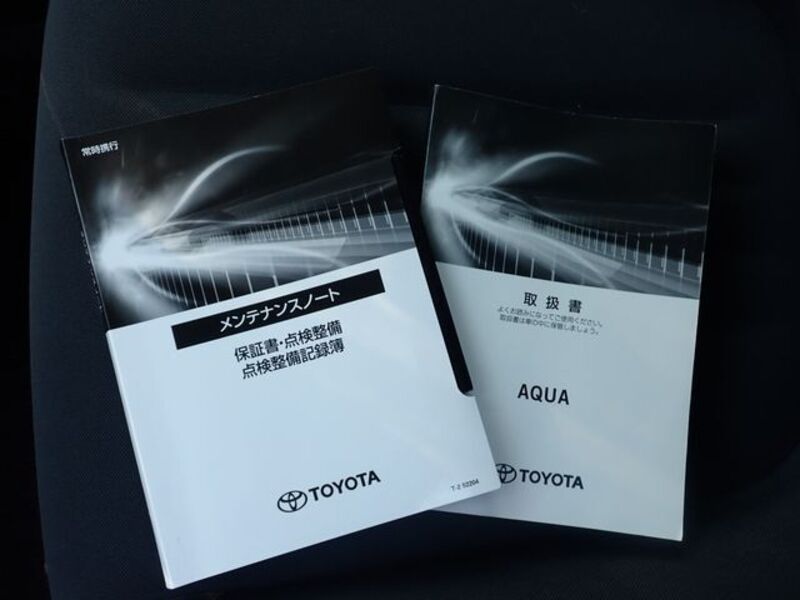 常時携行
メンテナンスノート
保証書・点検整備
点検整備記録簿
TOYOTA
T-2 52204
取扱書
よくお読みになってご使用ください。
取扱書は車の中に保管しましょう。
AQUA
TOYOTA